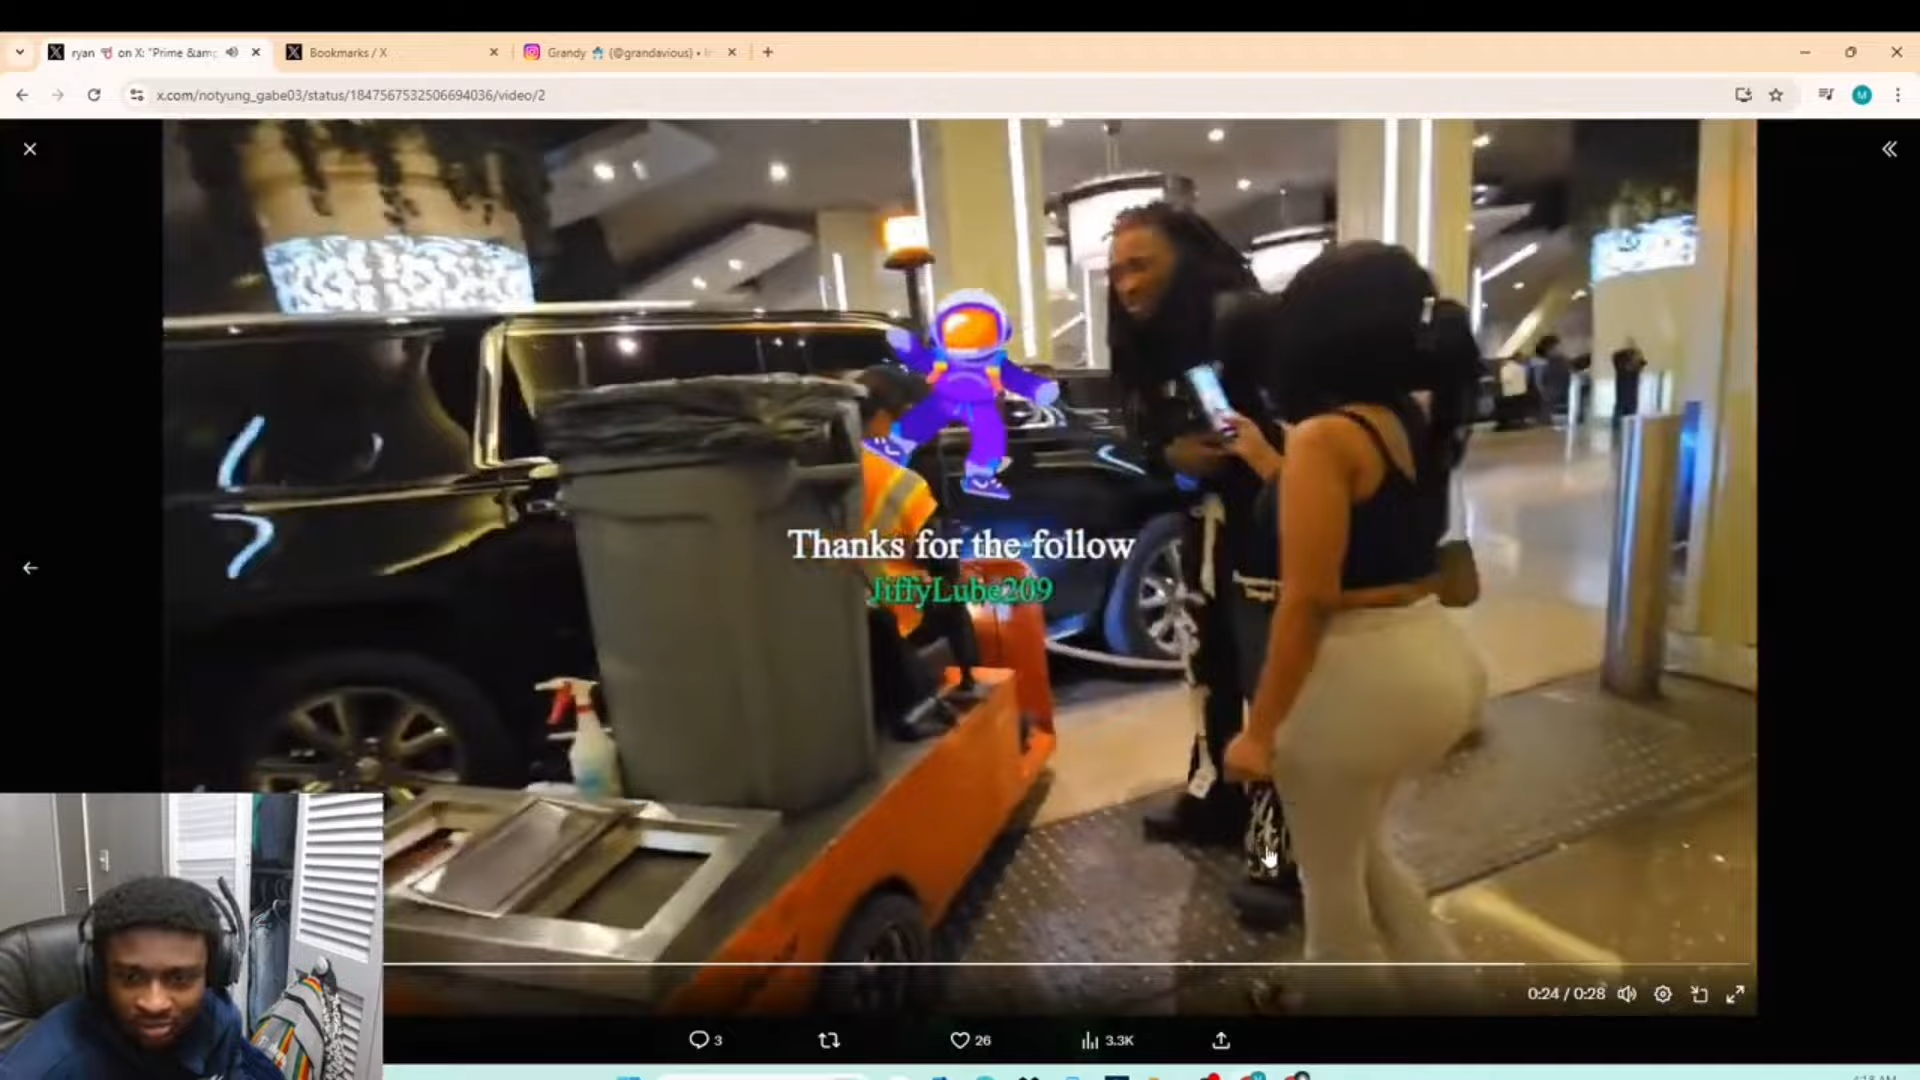 ryan on X: "Prime &amp;
Bookmarks / X
Grandy (@grandavious) •
x.com/notyung_gabe03/status/1847567532506694036/video/2
M
Thanks for the follow
JiffyLube209
0:24 / 0:28
3
26
3.3K